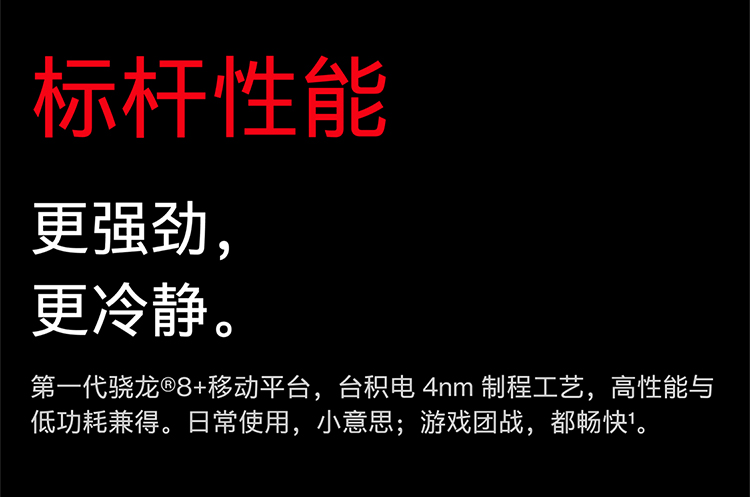 标杆性能
更强劲，
更冷静。
第一代骁龙®8+移动平台，台积电 4nm 制程工艺，高性能与
低功耗兼得。日常使用，小意思；游戏团战，都畅快¹。